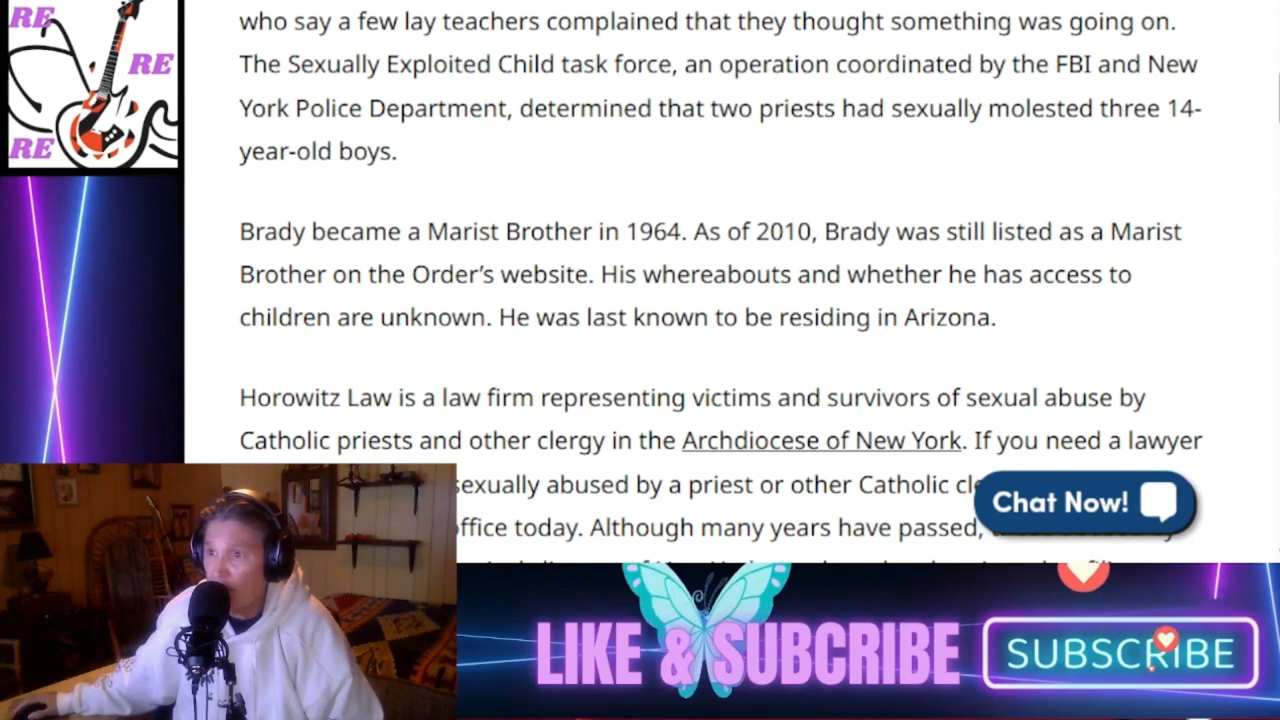 RE
RE
RE
who say a few lay teachers complained that they thought something was going on.
The Sexually Exploited Child task force, an operation coordinated by the FBI and New
York Police Department, determined that two priests had sexually molested three 14-
year-old boys.
Brady became a Marist Brother in 1964. As of 2010, Brady was still listed as a Marist
Brother on the Order’s website. His whereabouts and whether he has access to
children are unknown. He was last known to be residing in Arizona.
Horowitz Law is a law firm representing victims and survivors of sexual abuse by
Catholic priests and other clergy in the Archdiocese of New York. If you need a lawyer
sexually abused by a priest or other Catholic
office today. Although many years have passed,
Chat Now!
LIKE & SUBCRIBE
SUBSCRIBE